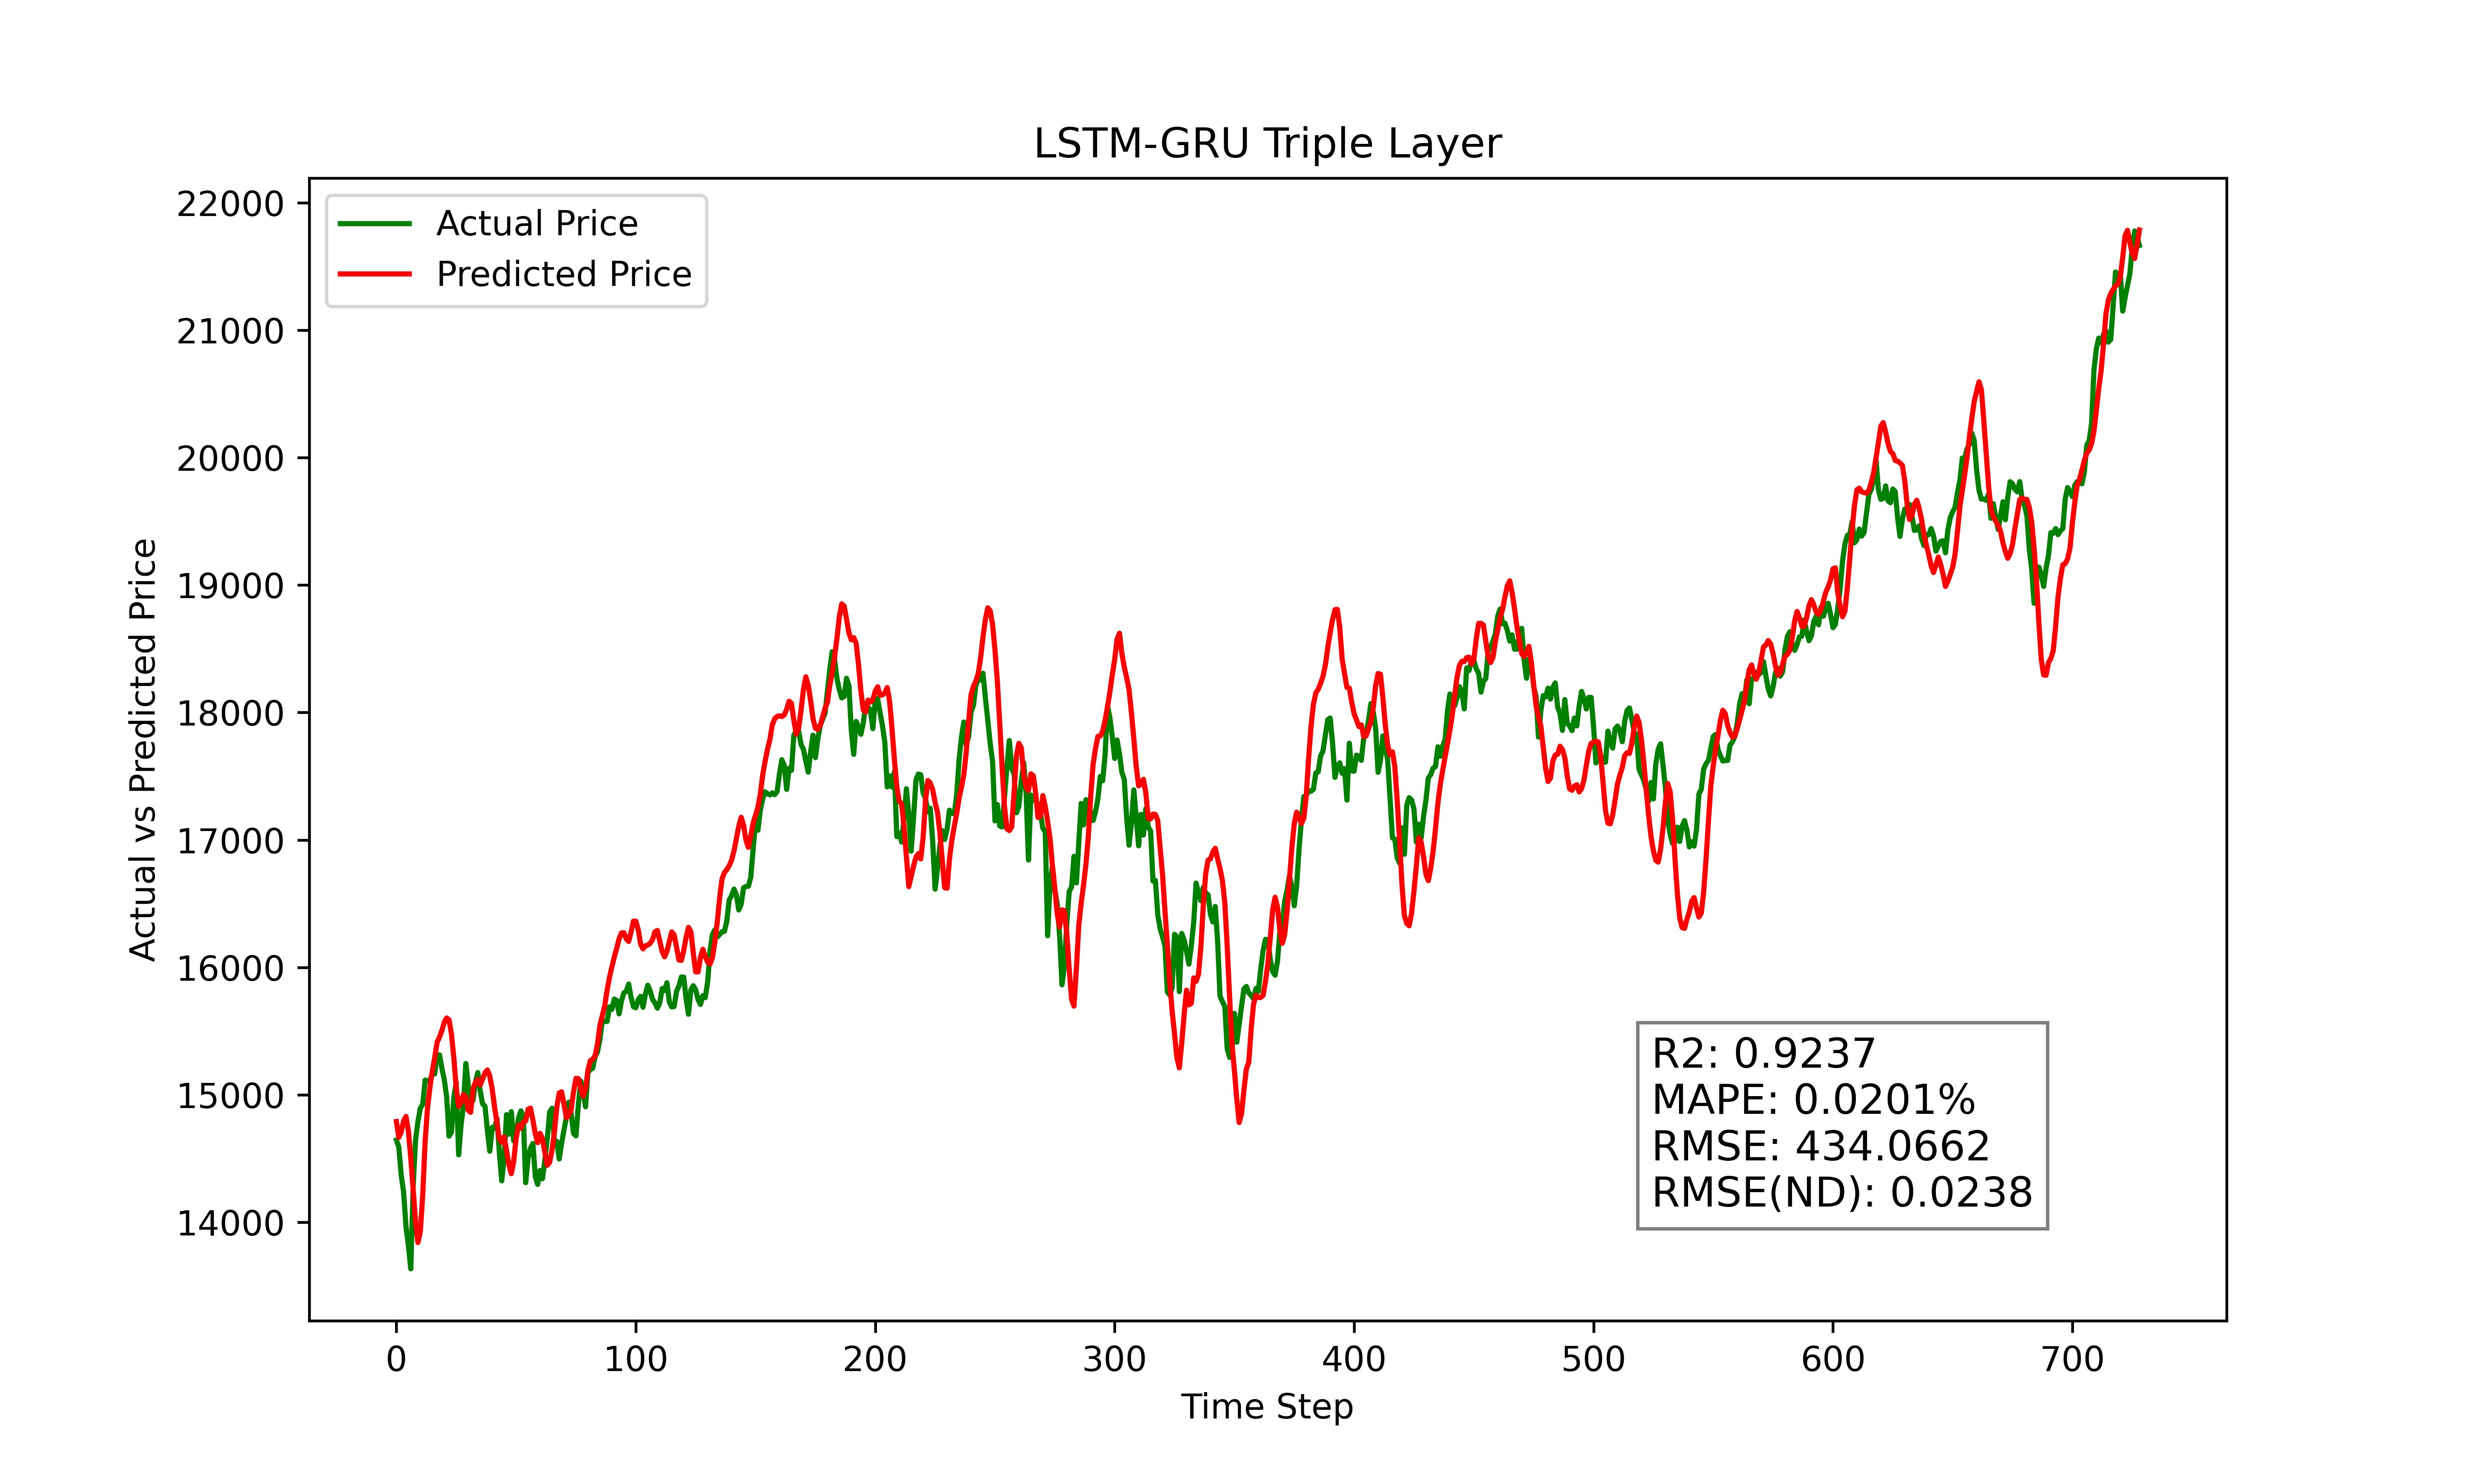 LSTM-GRU Triple Layer
Actual Price
Predicted Price
22000
21000
20000
19000
18000
17000
16000
15000
14000
Actual vs Predicted Price
R2: 0.9237
MAPE: 0.0201%
RMSE: 434.0662
RMSE(ND): 0.0238
0 100 200 300 400 500 600 700
Time Step